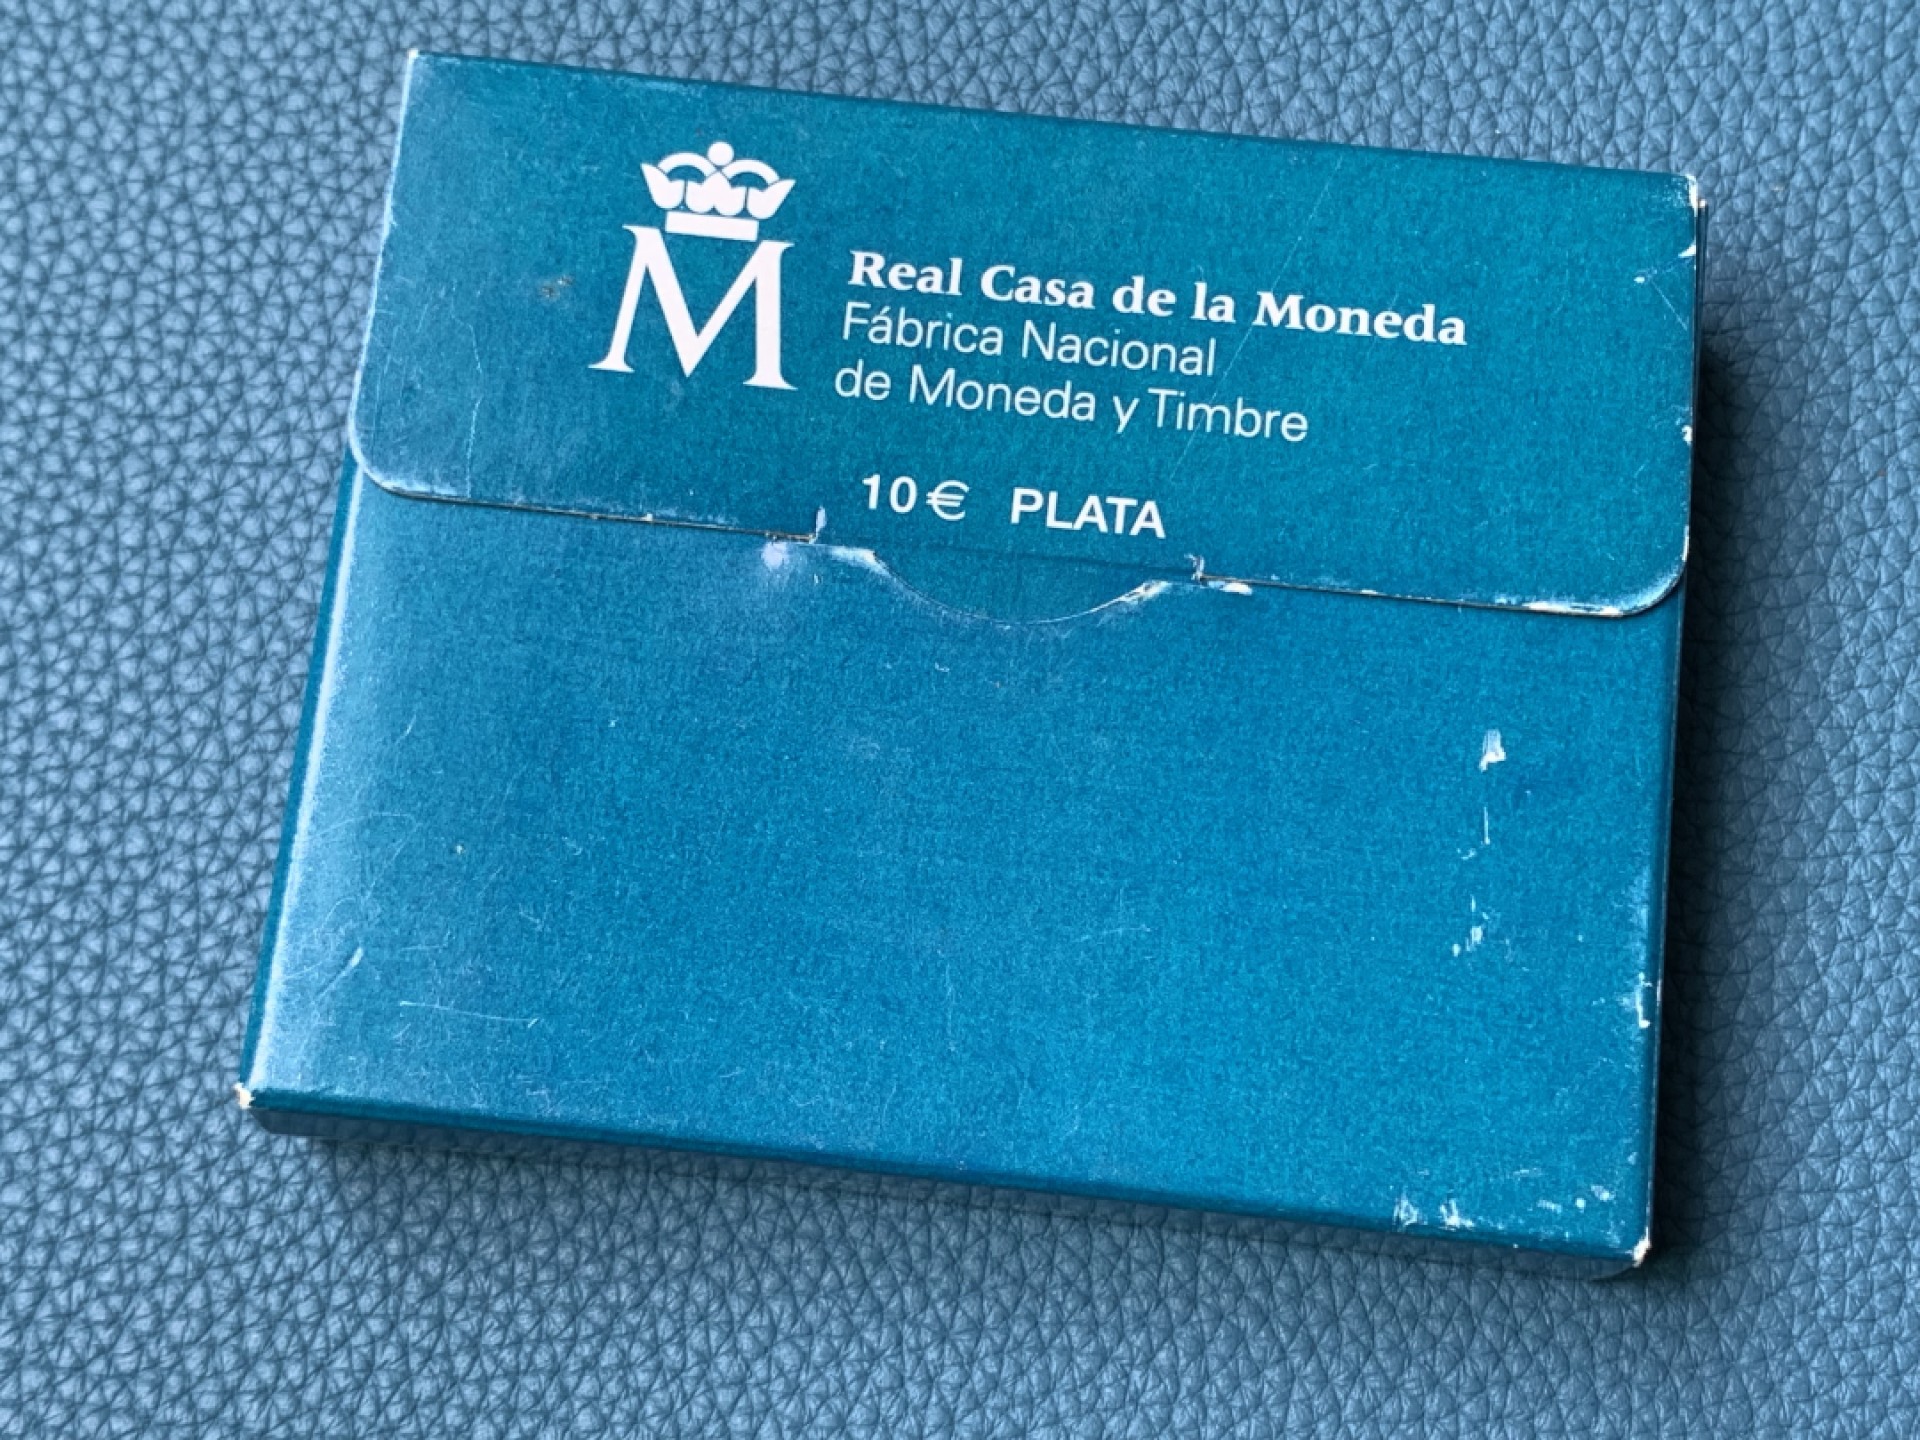 M
Real Casa de la Moneda
Fábrica Nacional
de Moneda y Timbre
10€ PLATA